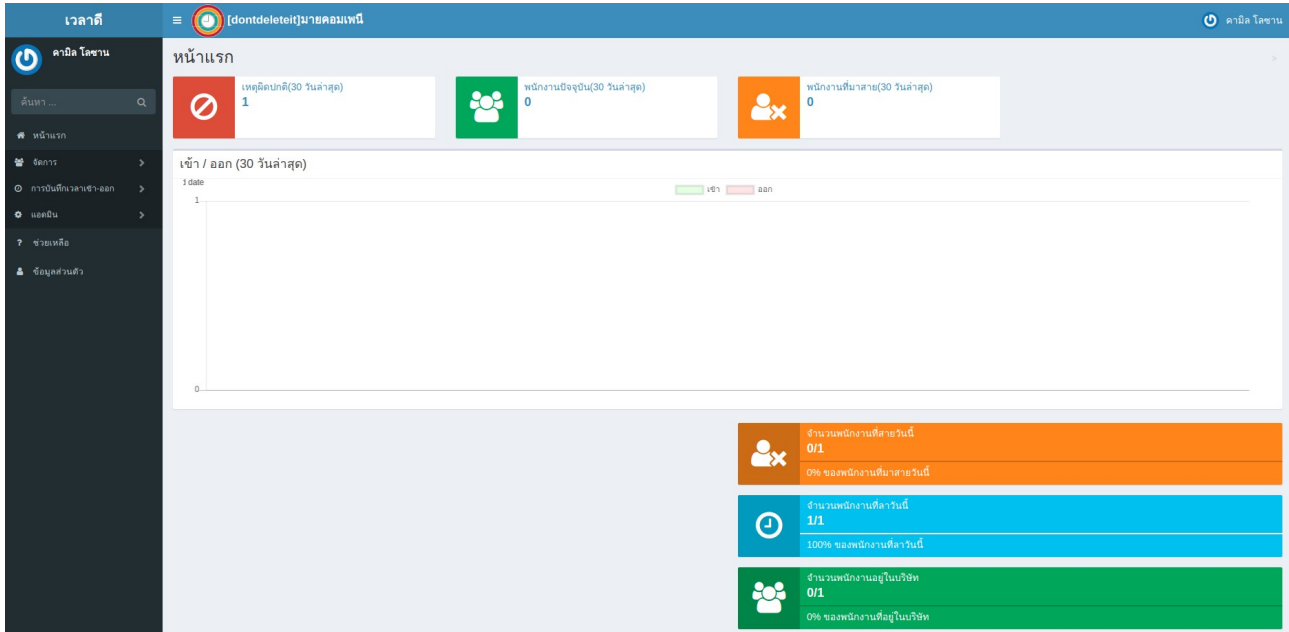 เวลาดี
[dontdeleteit]มายคอมเพนี
คามิล โลซาน
คามิล โลซาน
ค้นหา ...
หน้าแรก
จัดการ
การบันทึกเวลาเข้า-ออก
แอดมิน
ช่วยเหลือ
ข้อมูลส่วนตัว
หน้าแรก
>
เหตุผิดปกติ(30 วันล่าสุด)
1
พนักงานปัจจุบัน(30 วันล่าสุด)
0
พนักงานที่มาสาย(30 วันล่าสุด)
0
เข้า / ออก (30 วันล่าสุด)
date
เข้า ออก
1
0
จำนวนพนักงานที่สายวันนี้
0/1
0% ของพนักงานที่มาสายวันนี้
จำนวนพนักงานที่ลาวันนี้
1/1
100% ของพนักงานที่ลาวันนี้
จำนวนพนักงานอยู่ในบริษัท
0/1
0% ของพนักงานที่อยู่ในบริษัท